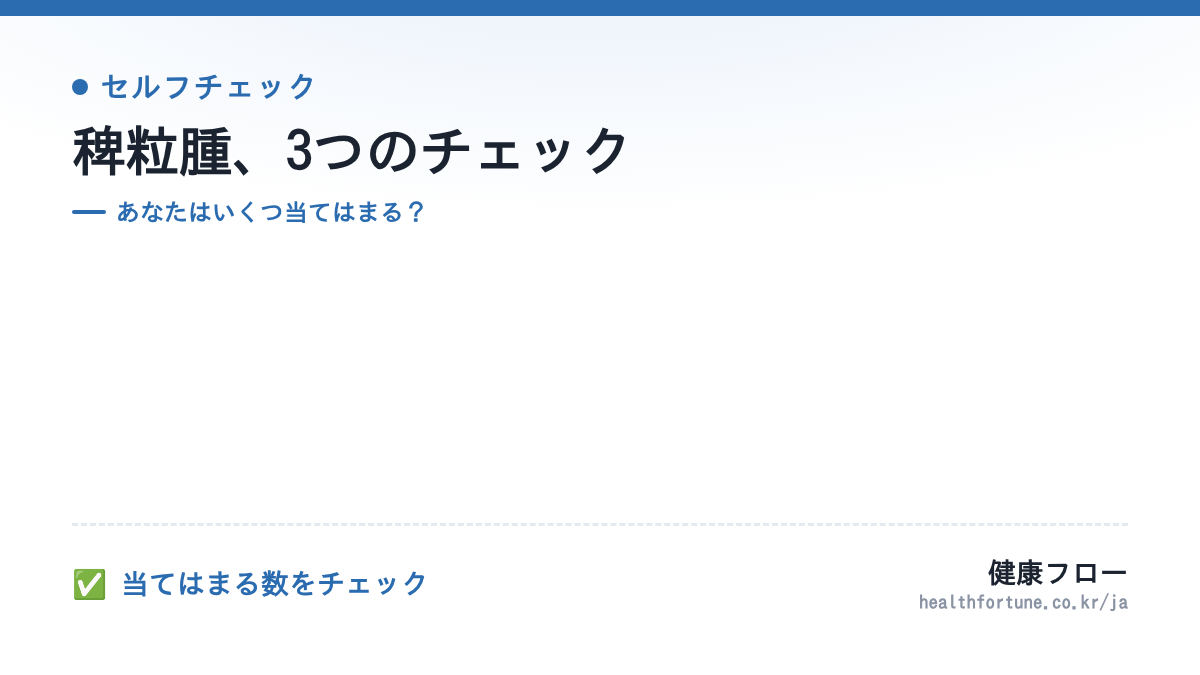 セルフチェック
稗粒腫、3つのチェック
あなたはいくつ当てはまる？
✅ 当てはまる数をチェック
健康フロー
healthfortune.co.kr/ja